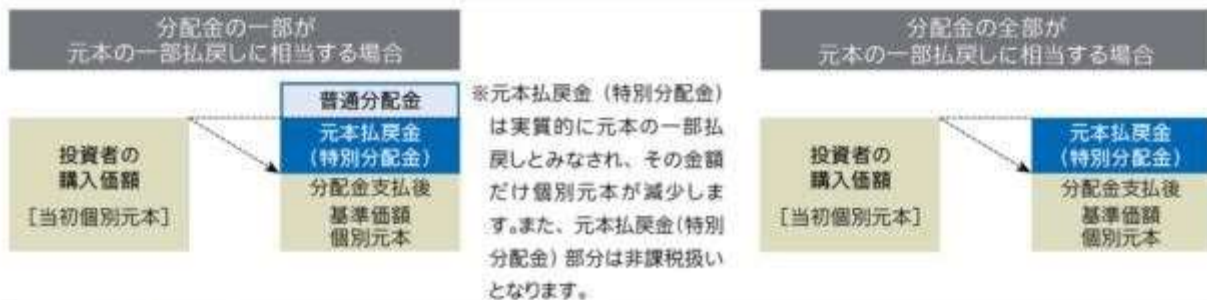 分配金の一部が
元本の一部払戻しに相当する場合
普通分配金
元本払戻金
(特別分配金)
投資者の
購入価額
[当初個別元本]
分配金支払後
基準価額
個別元本
※元本払戻金（特別分配金）
は実質的に元本の一部払
戻しとみなされ、その金額
だけ個別元本が減少しま
す。また、元本払戻金(特別
分配金）部分は非課税扱い
となります。
分配金の全部が
元本の一部払戻しに相当する場合
投資者の
購入価額
[当初個別元本]
元本払戻金
(特別分配金)
分配金支払後
基準価額
個別元本